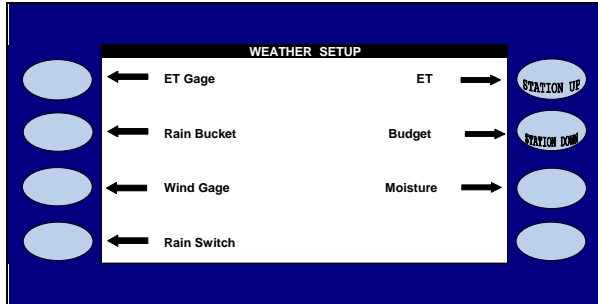 WEATHER SETUP
ET Gage ET STATION UP
Rain Bucket Budget STATION DOWN
Wind Gage Moisture
Rain Switch